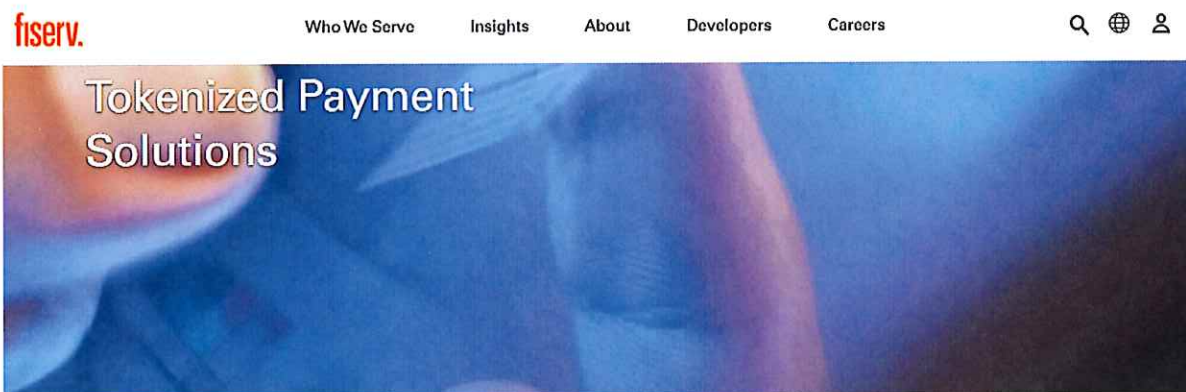 fiserv.
Who We Serve Insights About Developers Careers
Tokenized Payment
Solutions